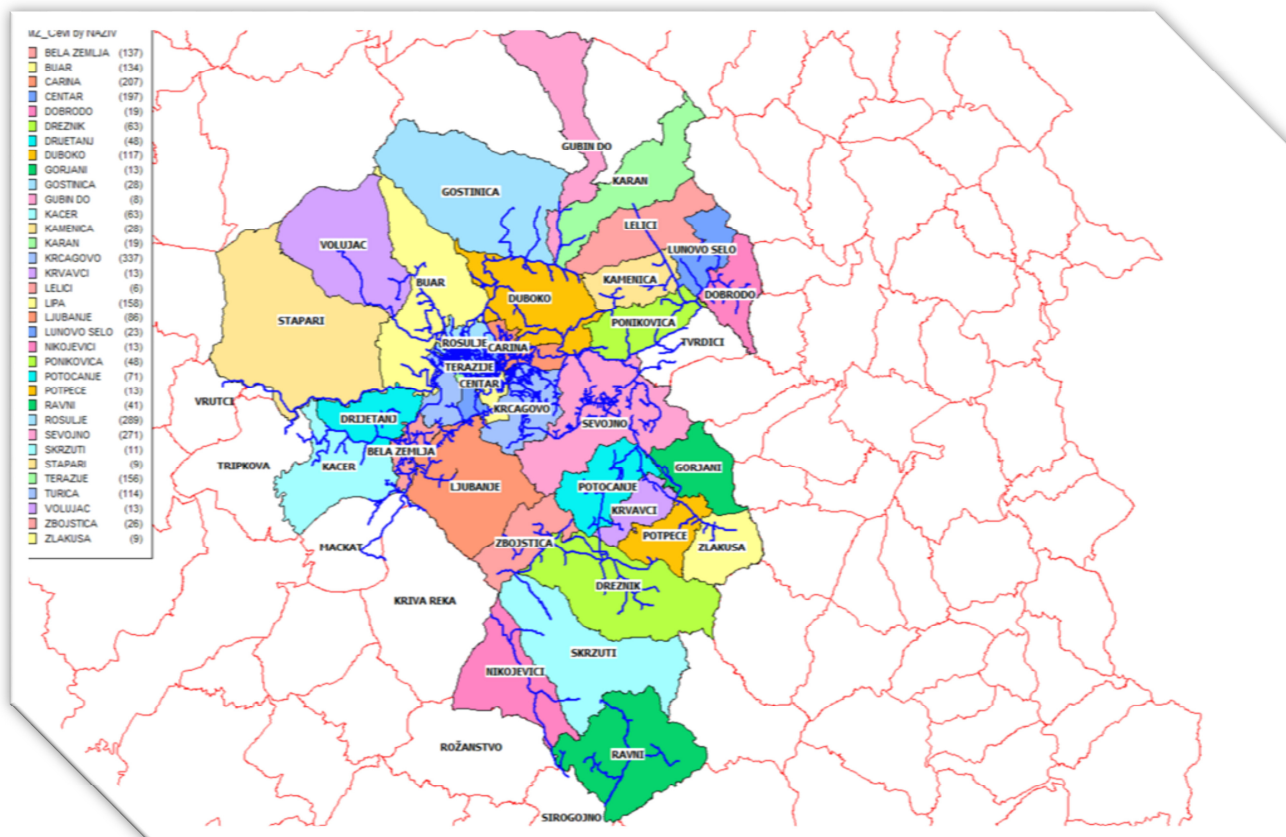 MZ_Cevi by NAZIV
BELA ZEMLJA (137)
BUAR (134)
CARINA (207)
CENTAR (197)
DOBRODO (19)
DREZNIK (63)
DRIJETANJ (48)
DUBOKO (117)
GORJANI (13)
GOSTINICA (28)
GUBIN DO (8)
KACER (63)
KAMENICA (28)
KARAN (19)
KRCAGOVO (337)
KRVAVCI (13)
LELICI (6)
LIPA (158)
LJUBANJE (86)
LUNOVO SELO (23)
NIKOJEVICI (13)
PONIKOVICA (48)
POTOCANJE (71)
POTPECE (13)
RAVNI (41)
ROSULJE (289)
SEVOJNO (271)
SKRZUTI (11)
STAPARI (9)
TERAZIJE (156)
TURICA (114)
VOLUJAC (13)
ZBOJSTICA (26)
ZLAKUSA (9)
GUBIN DO
KARAN
GOSTINICA
LELICI
VOLUJAC
LUNOVO SELO
BUAR
KAMENICA
DUBOKO
DOBRODO
STAPARI
PONIKOVICA
ROSULJE
CARINA
TVRDICI
TERAZIJE
CENTAR
VRUTCI
KRCAGOVO
DRIJETANJ
SEVOJNO
BELA ZEMLJA
TRIPKOVA
KACER
GORJANI
LJUBANJE
POTOCANJE
KRVAVCI
POTPECE
ZBOJSTICA
MACKAT
ZLAKUSA
DREZNIK
KRIVA REKA
SKRZUTI
NIKOJEVICI
ROŽANSTVO
RAVNI
SIROGOJNO